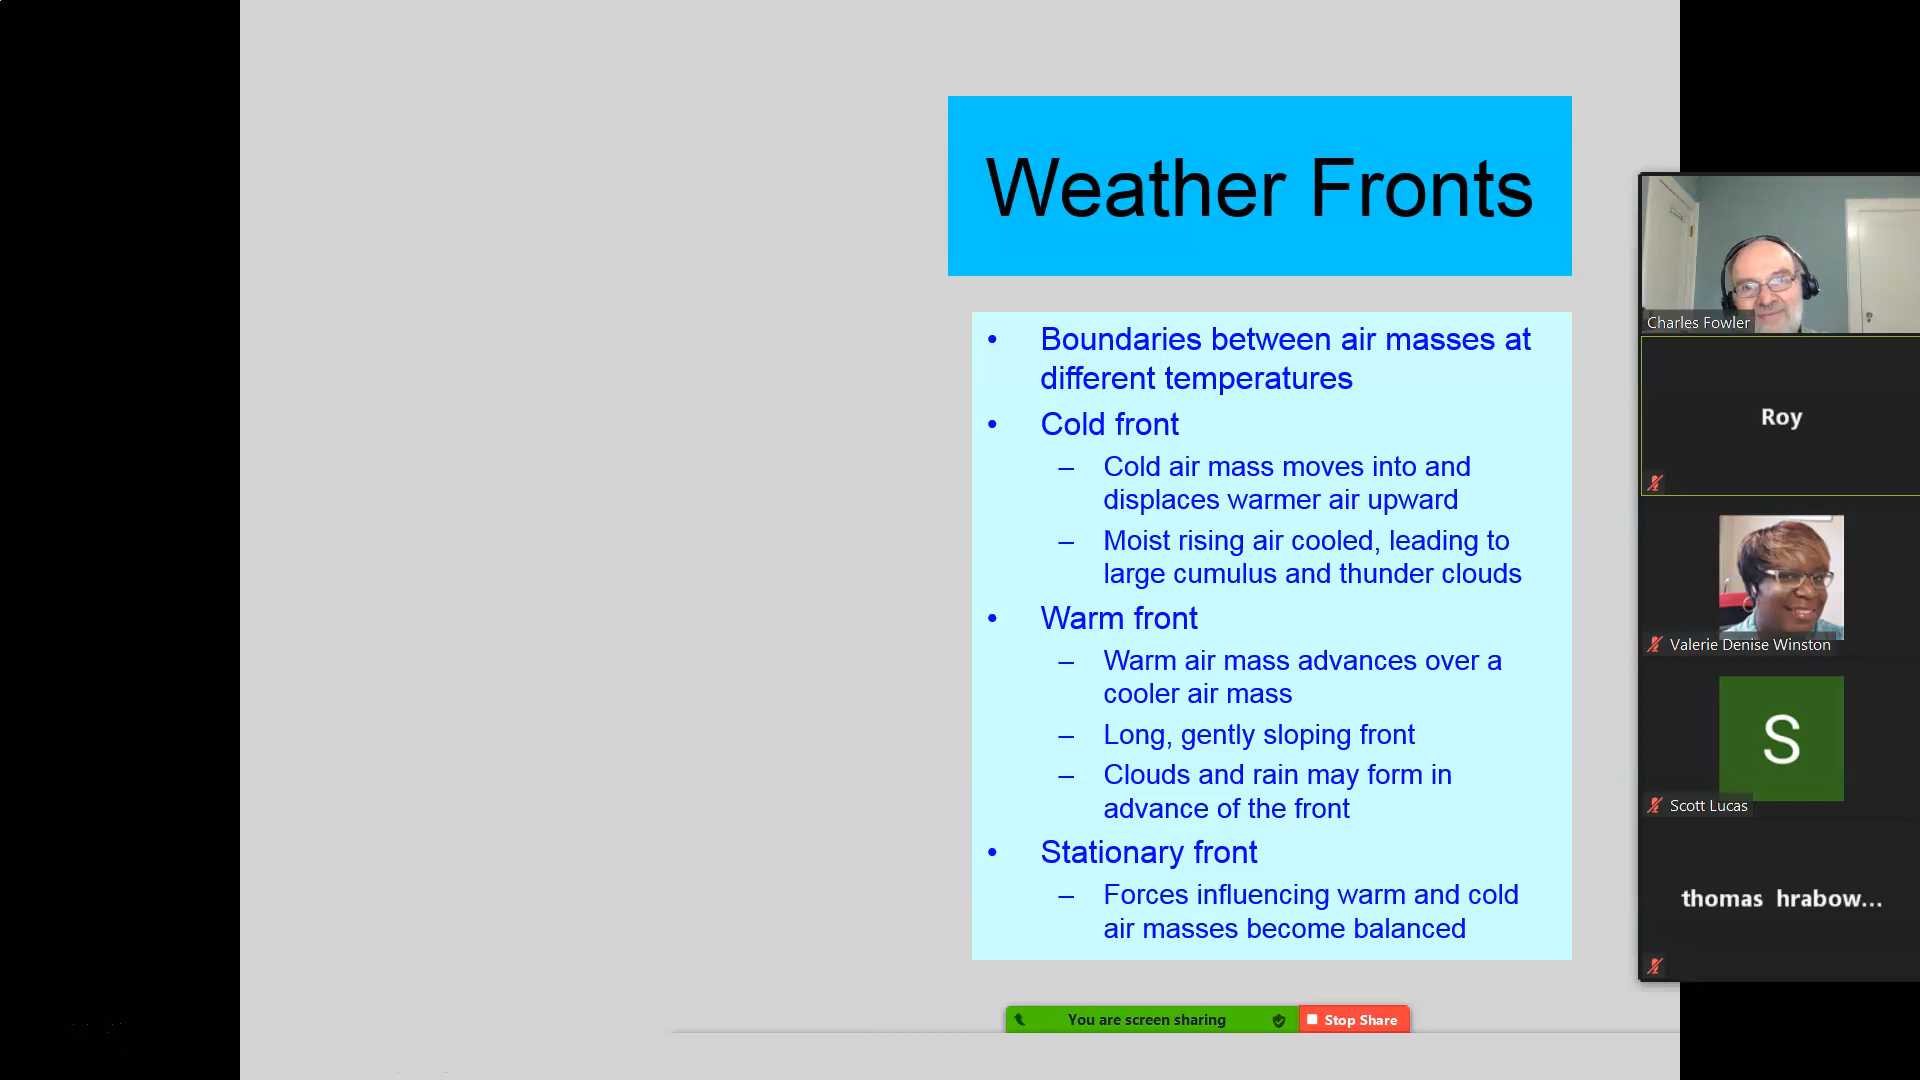 Weather Fronts
• Boundaries between air masses at
different temperatures
• Cold front
– Cold air mass moves into and
displaces warmer air upward
– Moist rising air cooled, leading to
large cumulus and thunder clouds
• Warm front
– Warm air mass advances over a
cooler air mass
– Long, gently sloping front
– Clouds and rain may form in
advance of the front
• Stationary front
– Forces influencing warm and cold
air masses become balanced
You are screen sharing
Stop Share
Charles Fowler
Roy
Valerie Denise Winston
S
Scott Lucas
thomas hrabow...